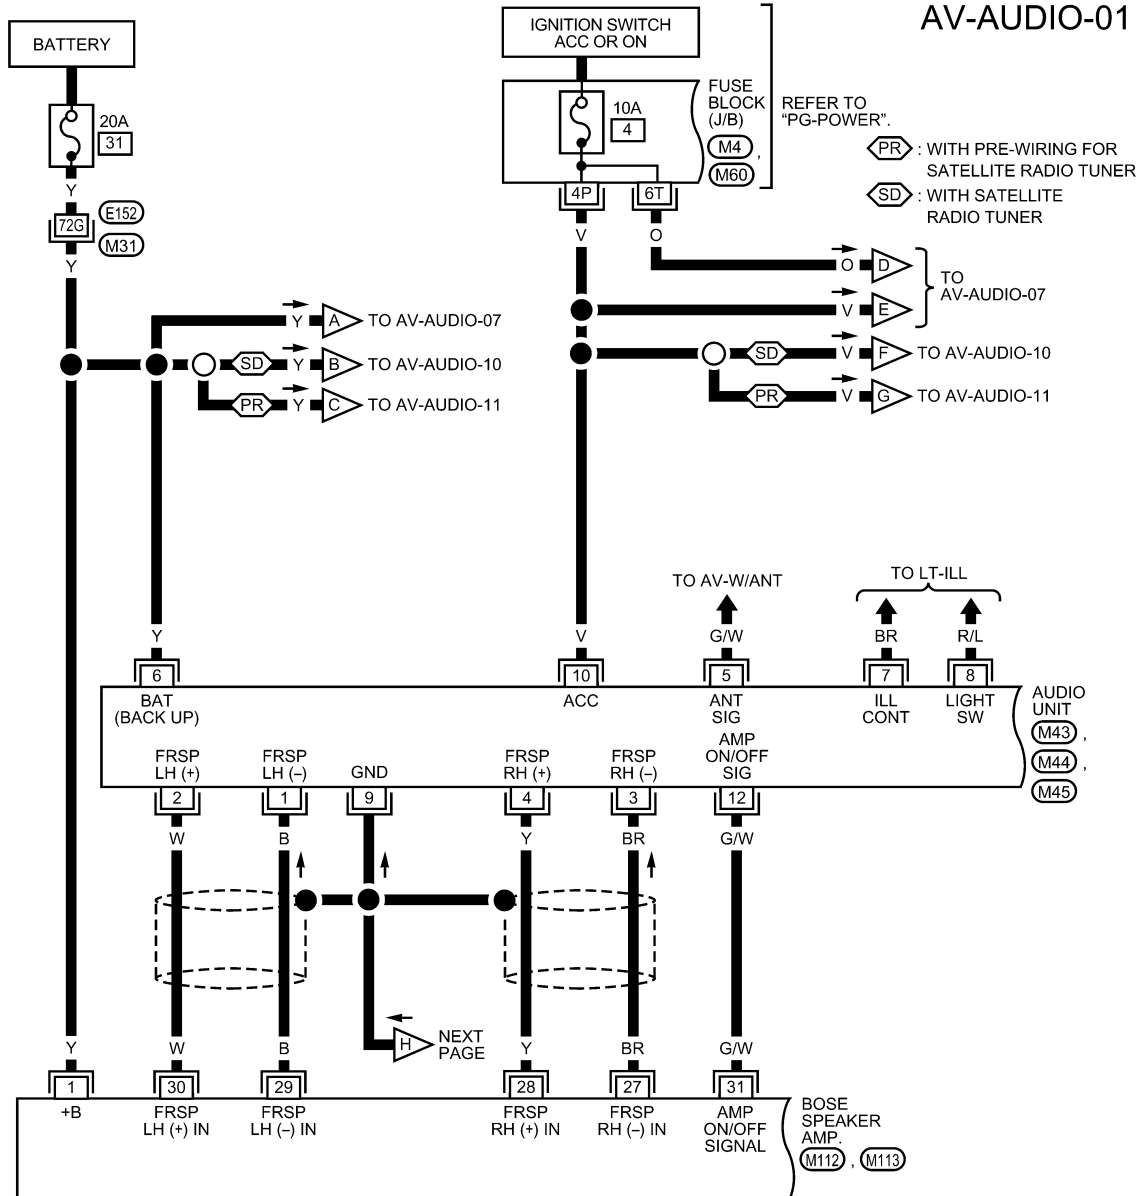 AV-AUDIO-01
BATTERY
IGNITION SWITCH
ACC OR ON
20A
31
10A
4
FUSE
BLOCK
(J/B)
M4 ,
M60
REFER TO
"PG-POWER".
PR : WITH PRE-WIRING FOR
SATELLITE RADIO TUNER
SD : WITH SATELLITE
RADIO TUNER
Y
72G
E152
M31
Y
4P
6T
V
O
O
D
V
E
TO
AV-AUDIO-07
Y
A
TO AV-AUDIO-07
SD
Y
B
TO AV-AUDIO-10
PR
Y
C
TO AV-AUDIO-11
SD
V
F
TO AV-AUDIO-10
PR
V
G
TO AV-AUDIO-11
TO AV-W/ANT
TO LT-ILL
Y
V
G/W
BR
R/L
6
10
5
7
8
BAT
(BACK UP)
ACC
ANT
SIG
ILL
CONT
LIGHT
SW
AUDIO
UNIT
M43 ,
M44 ,
M45
FRSP
LH (+)
FRSP
LH (–)
GND
FRSP
RH (+)
FRSP
RH (–)
AMP
ON/OFF
SIG
2
1
9
4
3
12
W
B
Y
BR
G/W
H
NEXT
PAGE
Y
W
B
Y
BR
G/W
1
30
29
28
27
31
+B
FRSP
LH (+) IN
FRSP
LH (–) IN
FRSP
RH (+) IN
FRSP
RH (–) IN
AMP
ON/OFF
SIGNAL
BOSE
SPEAKER
AMP.
M112 , M113